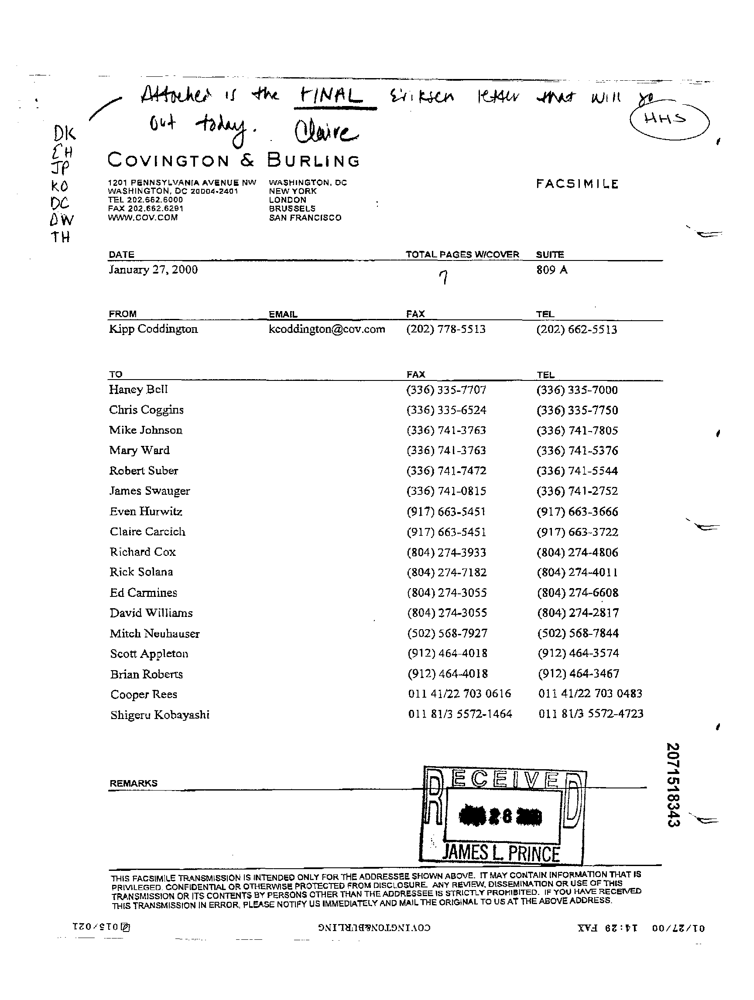 Attached is the FINAL Eriksen letter that will go
out today. Claire
HHS
DK
EH
JP
KO
DC
DW
TH
COVINGTON & BURLING
1201 PENNSYLVANIA AVENUE NW WASHINGTON, DC
WASHINGTON, DC 20004-2401 NEW YORK
TEL 202.662.6000 LONDON
FAX 202.662.6291 BRUSSELS
WWW.COV.COM SAN FRANCISCO
FACSIMILE
DATE TOTAL PAGES W/COVER SUITE
January 27, 2000 7 809 A
FROM EMAIL FAX TEL
Kipp Coddington kcoddington@cov.com (202) 778-5513 (202) 662-5513
TO FAX TEL
Haney Bell (336) 335-7707 (336) 335-7000
Chris Coggins (336) 335-6524 (336) 335-7750
Mike Johnson (336) 741-3763 (336) 741-7805
Mary Ward (336) 741-3763 (336) 741-5376
Robert Suber (336) 741-7472 (336) 741-5544
James Swauger (336) 741-0815 (336) 741-2752
Even Hurwitz (917) 663-5451 (917) 663-3666
Claire Carcich (917) 663-5451 (917) 663-3722
Richard Cox (804) 274-3933 (804) 274-4806
Rick Solana (804) 274-7182 (804) 274-4011
Ed Carmines (804) 274-3055 (804) 274-6608
David Williams (804) 274-3055 (804) 274-2817
Mitch Neuhauser (502) 568-7927 (502) 568-7844
Scott Appleton (912) 464-4018 (912) 464-3574
Brian Roberts (912) 464-4018 (912) 464-3467
Cooper Rees 011 41/22 703 0616 011 41/22 703 0483
Shigeru Kobayashi 011 81/3 5572-1464 011 81/3 5572-4723
REMARKS
RECEIVED
28
JAMES L. PRINCE
2071518343
THIS FACSIMILE TRANSMISSION IS INTENDED ONLY FOR THE ADDRESSEE SHOWN ABOVE. IT MAY CONTAIN INFORMATION THAT IS
PRIVILEGED, CONFIDENTIAL OR OTHERWISE PROTECTED FROM DISCLOSURE. ANY REVIEW, DISSEMINATION OR USE OF THIS
TRANSMISSION OR ITS CONTENTS BY PERSONS OTHER THAN THE ADDRESSEE IS STRICTLY PROHIBITED. IF YOU HAVE RECEIVED
THIS TRANSMISSION IN ERROR, PLEASE NOTIFY US IMMEDIATELY AND MAIL THE ORIGINAL TO US AT THE ABOVE ADDRESS.
01/27/00 14:29 FAX COVINGTON&BURLING 015/021